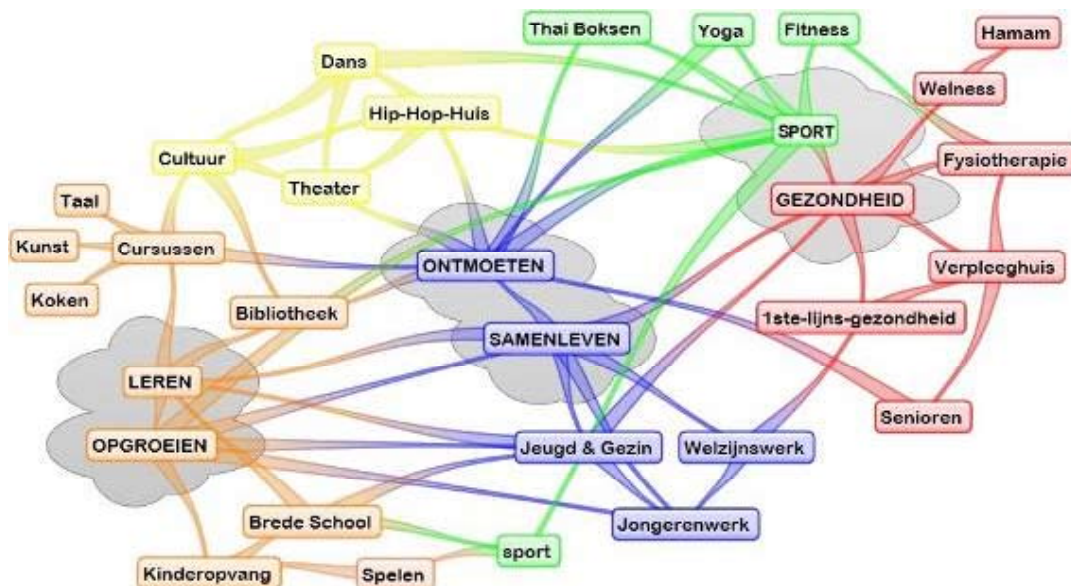 Thai Boksen
Yoga
Fitness
Hamam
Dans
Welness
Hip-Hop-Huis
SPORT
Cultuur
Fysiotherapie
Theater
Taal
GEZONDHEID
Kunst
Cursussen
ONTMOETEN
Verpleeghuis
Koken
Bibliotheek
1ste-lijns-gezondheid
SAMENLEVEN
LEREN
Senioren
OPGROEIEN
Jeugd & Gezin
Welzijnswerk
Brede School
Jongerenwerk
sport
Kinderopvang
Spelen